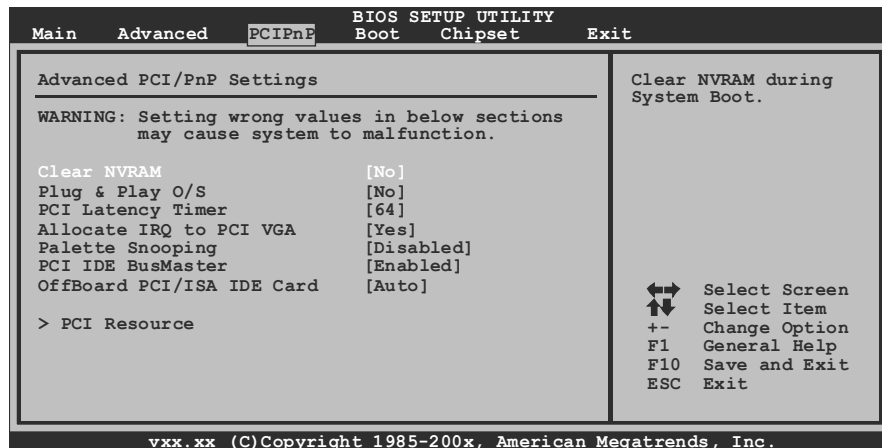 BIOS SETUP UTILITY
Main Advanced PCIPnP Boot Chipset Exit
Advanced PCI/PnP Settings
WARNING: Setting wrong values in below sections
may cause system to malfunction.
Clear NVRAM [No]
Plug & Play O/S [No]
PCI Latency Timer [64]
Allocate IRQ to PCI VGA [Yes]
Palette Snooping [Disabled]
PCI IDE BusMaster [Enabled]
OffBoard PCI/ISA IDE Card [Auto]
> PCI Resource
Clear NVRAM during
System Boot.
Select Screen
Select Item
+- Change Option
F1 General Help
F10 Save and Exit
ESC Exit
vxx.xx (C)Copyright 1985-200x, American Megatrends, Inc.